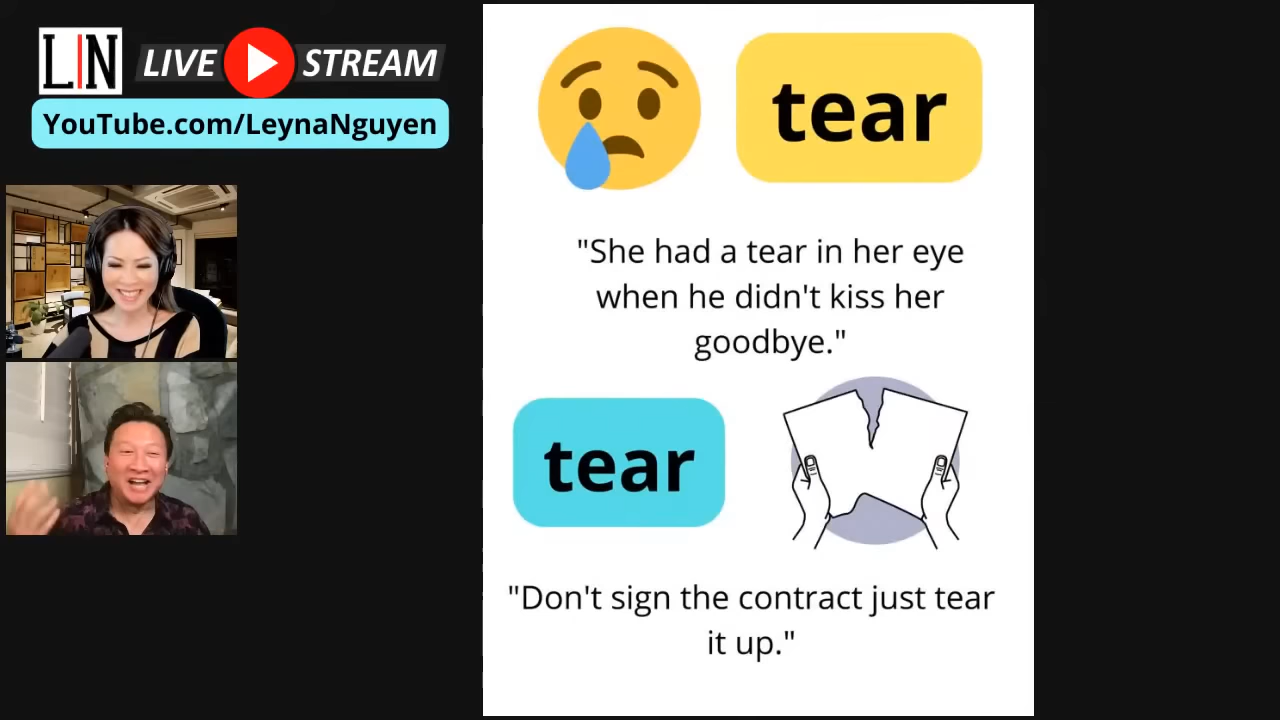 LIN LIVE STREAM
YouTube.com/LeynaNguyen
tear
"She had a tear in her eye
when he didn't kiss her
goodbye."
tear
"Don't sign the contract just tear
it up."